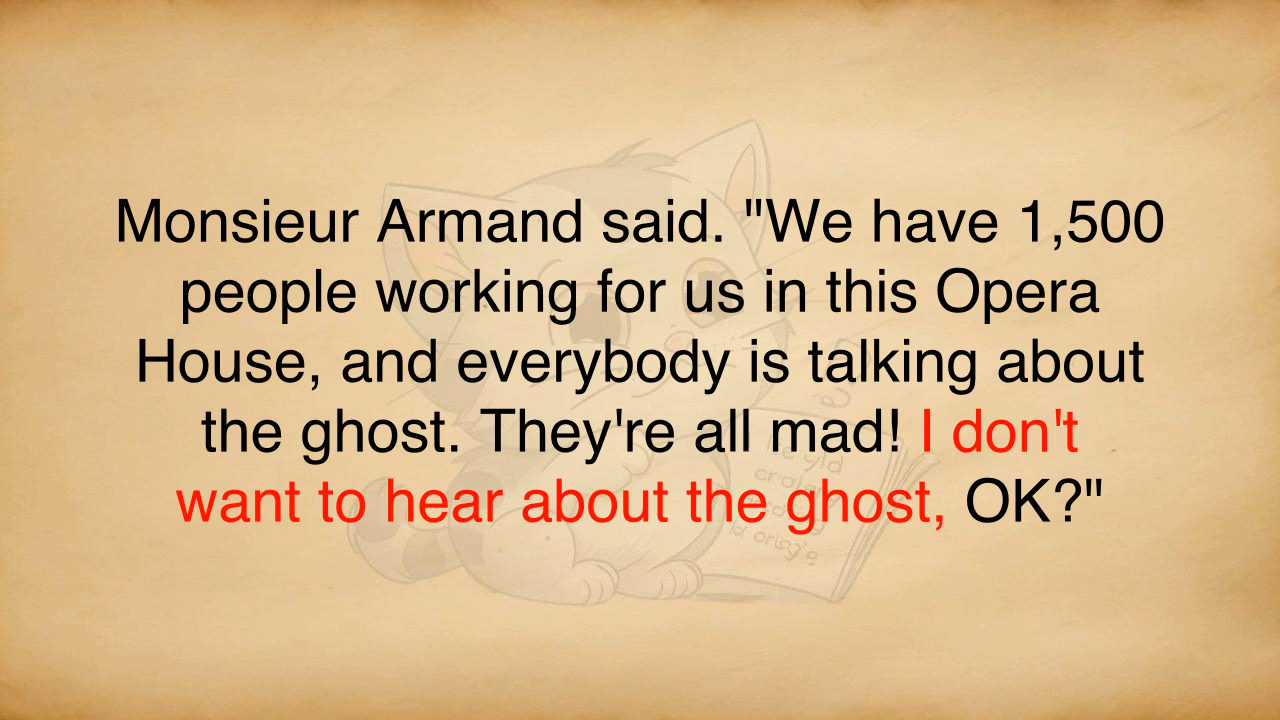 Monsieur Armand said. "We have 1,500
people working for us in this Opera
House, and everybody is talking about
the ghost. They're all mad! I don't
want to hear about the ghost, OK?"